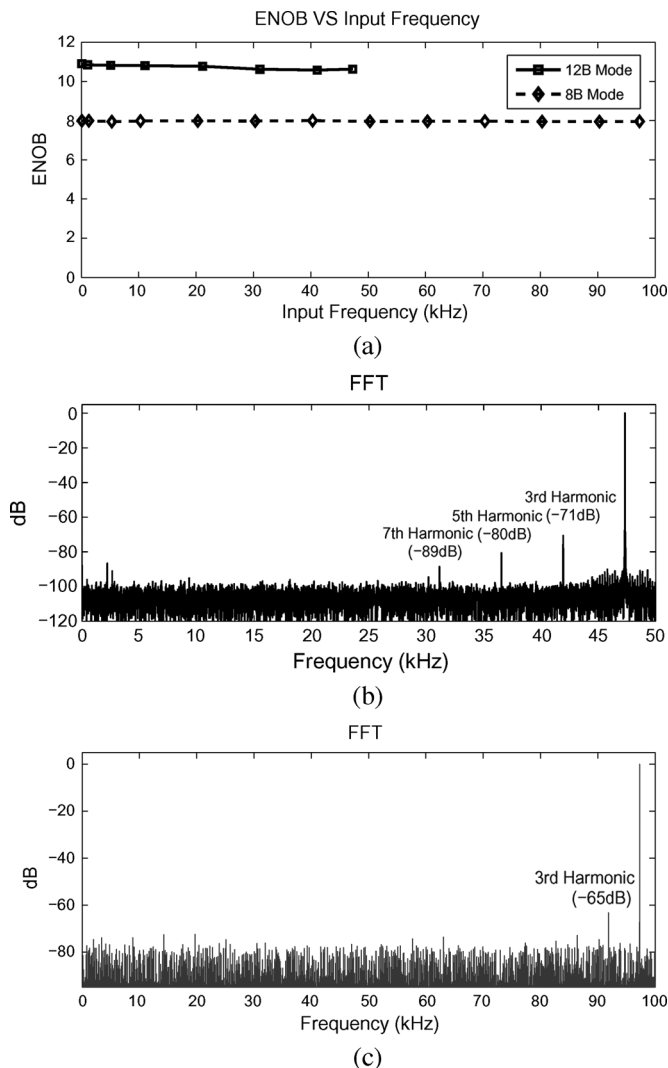 ENOB VS Input Frequency
12
10
8
6
4
2
0
ENOB
12B Mode
8B Mode
0 10 20 30 40 50 60 70 80 90 100
Input Frequency (kHz)
(a)
FFT
0
−20
−40
−60
−80
−100
−120
dB
3rd Harmonic
(−71dB)
5th Harmonic
(−80dB)
7th Harmonic
(−89dB)
0 5 10 15 20 25 30 35 40 45 50
Frequency (kHz)
(b)
FFT
0
−20
−40
−60
−80
dB
3rd Harmonic
(−65dB)
0 10 20 30 40 50 60 70 80 90 100
Frequency (kHz)
(c)